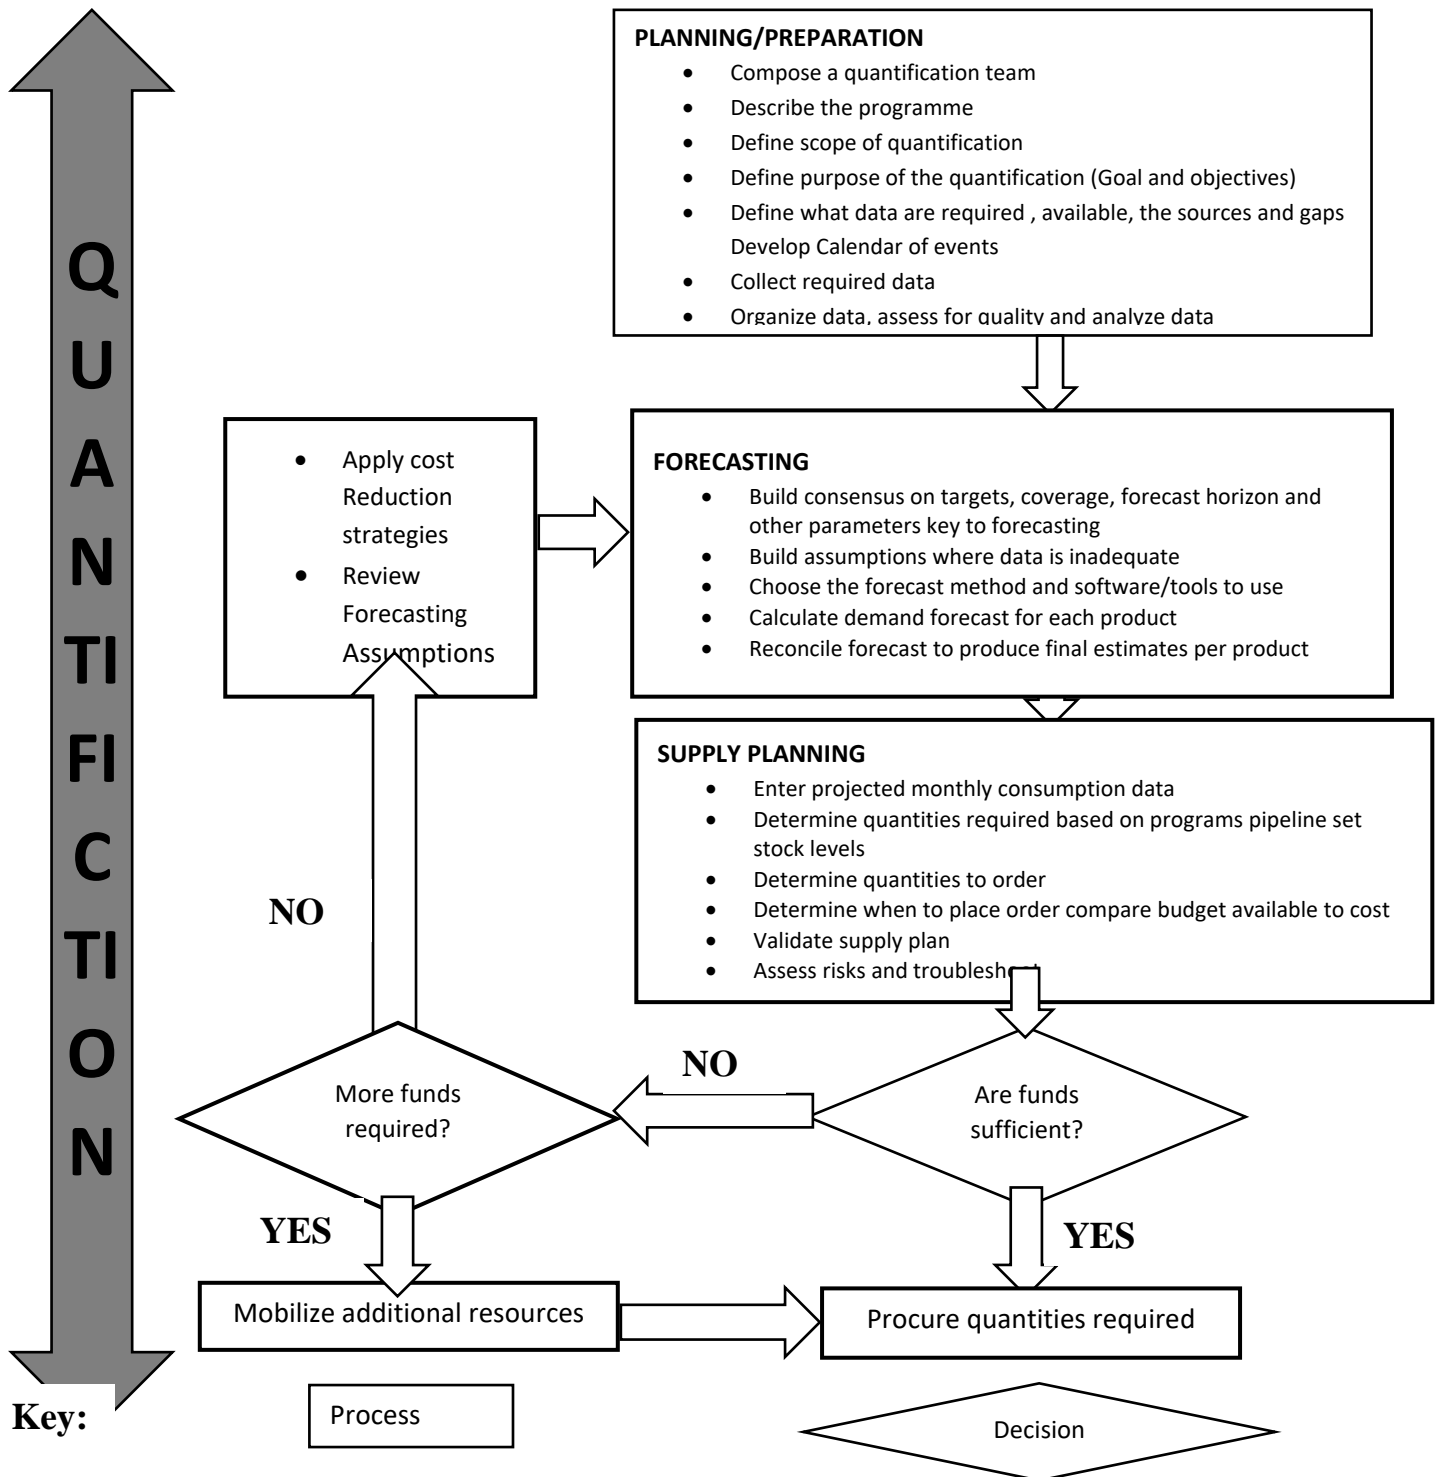 Q
U
A
N
TI
FI
C
TI
O
N
PLANNING/PREPARATION
• Compose a quantification team
• Describe the programme
• Define scope of quantification
• Define purpose of the quantification (Goal and objectives)
• Define what data are required , available, the sources and gaps
Develop Calendar of events
• Collect required data
• Organize data, assess for quality and analyze data
• Apply cost
Reduction
strategies
• Review
Forecasting
Assumptions
FORECASTING
• Build consensus on targets, coverage, forecast horizon and
other parameters key to forecasting
• Build assumptions where data is inadequate
• Choose the forecast method and software/tools to use
• Calculate demand forecast for each product
• Reconcile forecast to produce final estimates per product
SUPPLY PLANNING
• Enter projected monthly consumption data
• Determine quantities required based on programs pipeline set
stock levels
• Determine quantities to order
• Determine when to place order compare budget available to cost
• Validate supply plan
• Assess risks and troubleshoot
NO
NO
More funds
required?
Are funds
sufficient?
YES
YES
Mobilize additional resources
Procure quantities required
Key:
Process
Decision